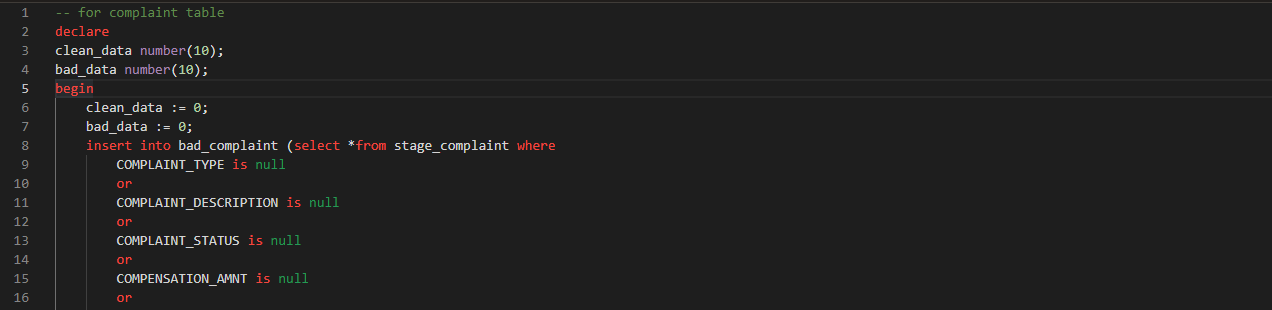 1 -- for complaint table
2 declare
3 clean_data number(10);
4 bad_data number(10);
5 begin
6 clean_data := 0;
7 bad_data := 0;
8 insert into bad_complaint (select *from stage_complaint where
9 COMPLAINT_TYPE is null
10 or
11 COMPLAINT_DESCRIPTION is null
12 or
13 COMPLAINT_STATUS is null
14 or
15 COMPENSATION_AMNT is null
16 or